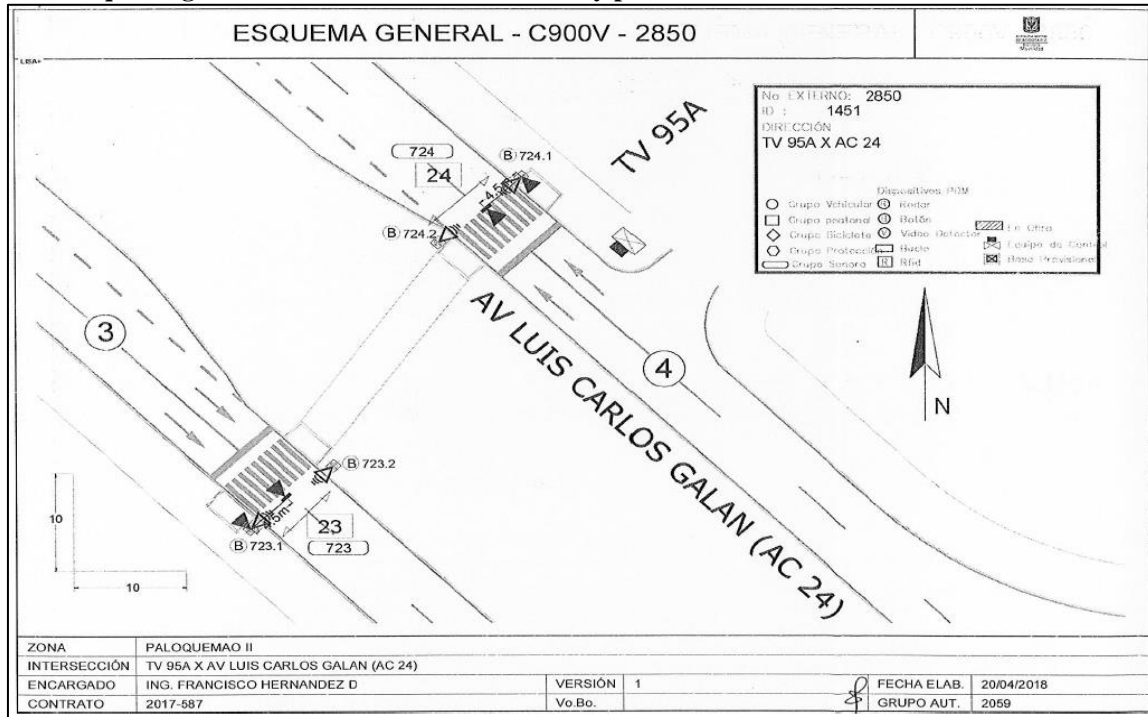 ESQUEMA GENERAL - C900V - 2850
LISA+
No EXTERNO: 2850
ID : 1451
DIRECCIÓN
TV 95A X AC 24
Dispositivos PDM
Grupo Vehicular
Radar
Grupo peatonal
Botón
En Obra
Grupo Bicicleta
Video Detector
Equipo de Control
Grupo Protección
Bucle
Base Provisional
Grupo Sonoro
R Rfid
TV 95A
724
24
B 724.1
4.5m
B 724.2
3
AV LUIS CARLOS GALAN (AC 24)
4
N
B 723.2
B 723.1
23
723
10
10
ZONA PALOQUEMAO II
INTERSECCIÓN TV 95A X AV LUIS CARLOS GALAN (AC 24)
ENCARGADO ING. FRANCISCO HERNANDEZ D VERSIÓN 1 FECHA ELAB. 20/04/2018
CONTRATO 2017-587 Vo.Bo. GRUPO AUT. 2059